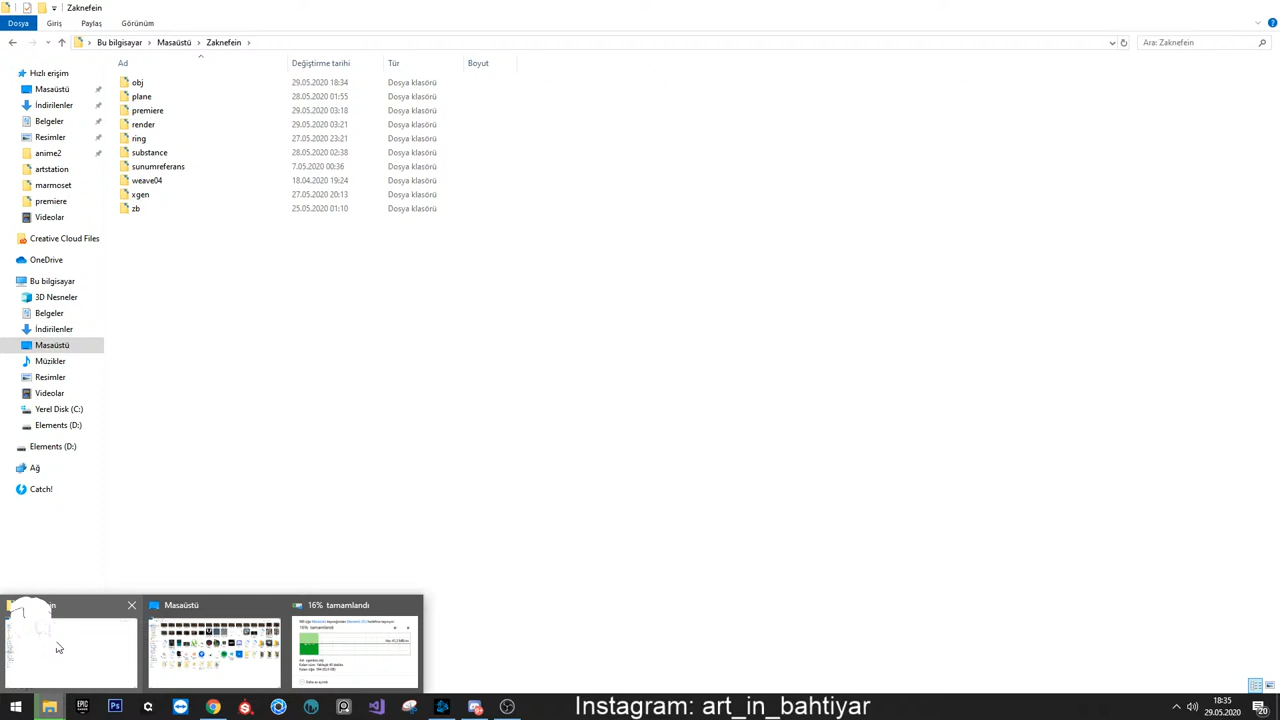 Zaknefein
Dosya Giriş Paylaş Görünüm
Bu bilgisayar Masaüstü Zaknefein
Ara: Zaknefein
Ad Değiştirme tarihi Tür Boyut
obj 29.05.2020 18:34 Dosya klasörü
plane 28.05.2020 01:55 Dosya klasörü
premiere 29.05.2020 03:18 Dosya klasörü
render 29.05.2020 03:21 Dosya klasörü
ring 27.05.2020 23:21 Dosya klasörü
substance 28.05.2020 02:38 Dosya klasörü
sunumreferans 7.05.2020 00:36 Dosya klasörü
weave04 18.04.2020 19:24 Dosya klasörü
xgen 27.05.2020 20:13 Dosya klasörü
zb 25.05.2020 01:10 Dosya klasörü
Hızlı erişim
Masaüstü
İndirilenler
Belgeler
Resimler
anime2
artstation
marmoset
premiere
Videolar
Creative Cloud Files
OneDrive
Bu bilgisayar
3D Nesneler
Belgeler
İndirilenler
Masaüstü
Müzikler
Resimler
Videolar
Yerel Disk (C:)
Elements (D:)
Elements (D:)
Ağ
Catch!
Masaüstü
16% tamamlandı
16% tamamlandı
EPIC GAMES
Ps
Instagram: art_in_bahtiyar
18:35
29.05.2020
20